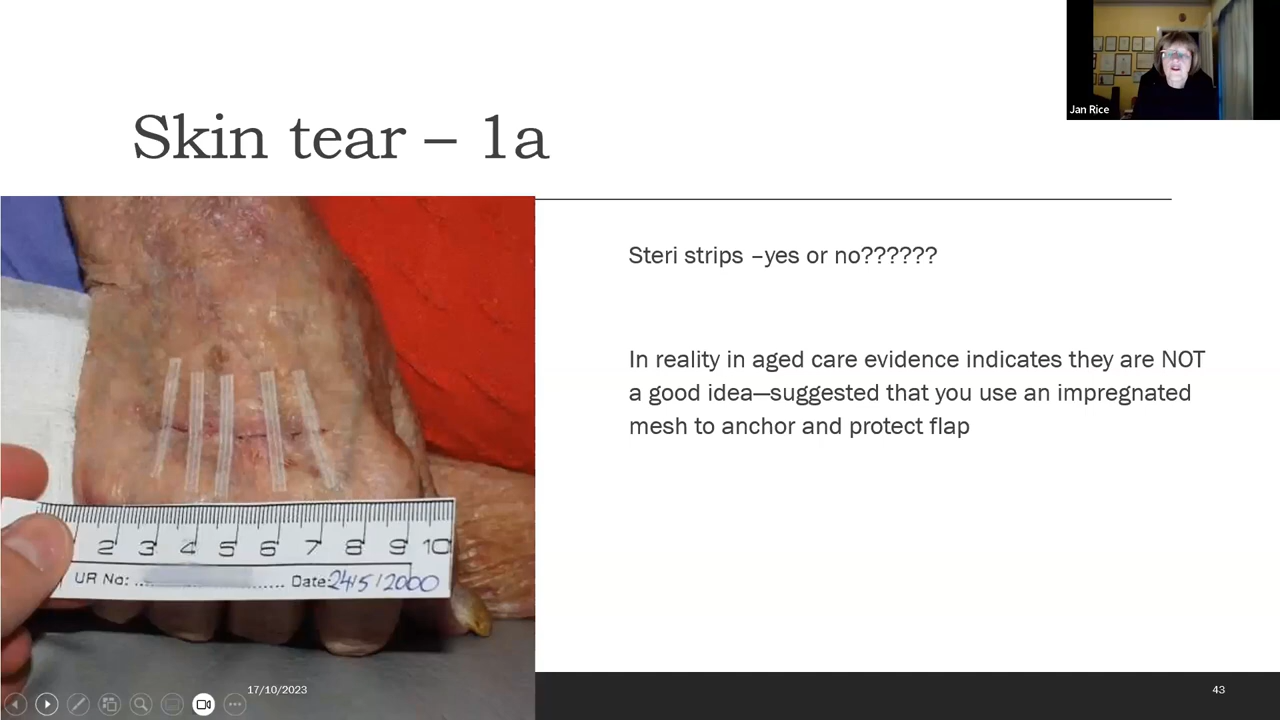 Jan Rice
Skin tear – 1a
Steri strips –yes or no??????
In reality in aged care evidence indicates they are NOT
a good idea—suggested that you use an impregnated
mesh to anchor and protect flap
2 3 4 5 6 7 8 9 10
UR No: ........ Date: 24/5/2000
17/10/2023
43